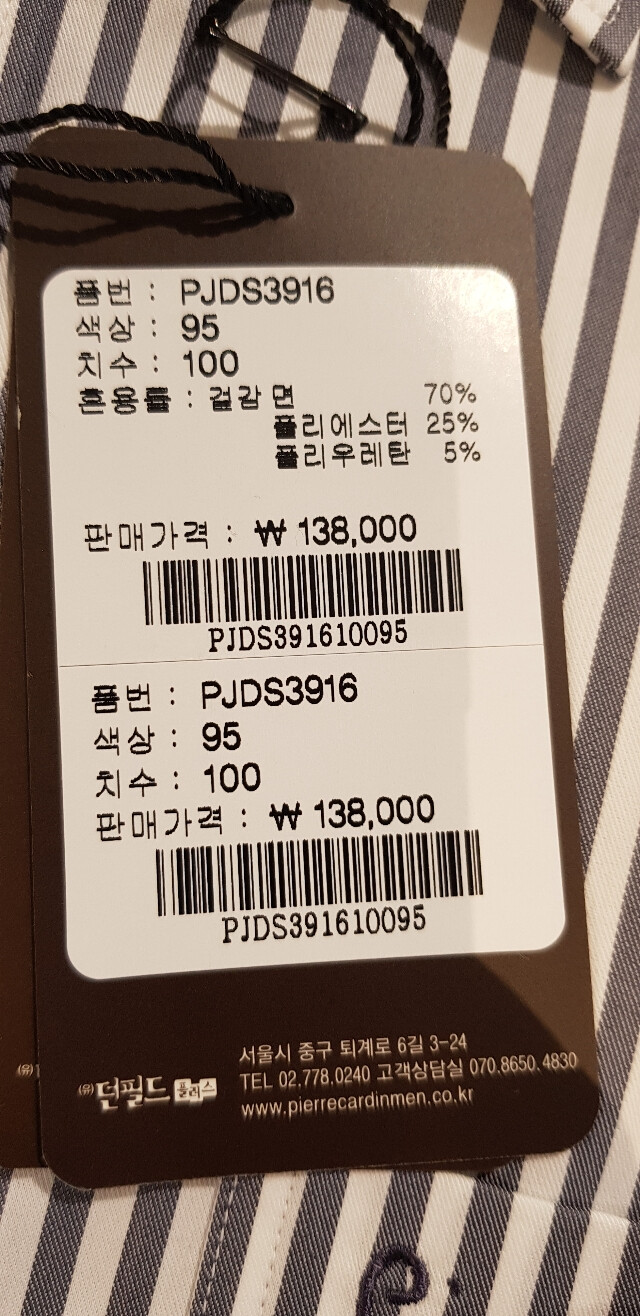 품번 : PJDS3916
색상 : 95
치수 : 100
혼용률 : 겉감 면 70%
폴리에스터 25%
폴리우레탄 5%
판매가격 : ₩ 138,000
PJDS391610095
품번 : PJDS3916
색상 : 95
치수 : 100
판매가격 : ₩ 138,000
PJDS391610095
㈲던필드 플러스
서울시 중구 퇴계로 6길 3-24
TEL 02.778.0240 고객상담실 070.8650.4830
www.pierrecardinmen.co.kr